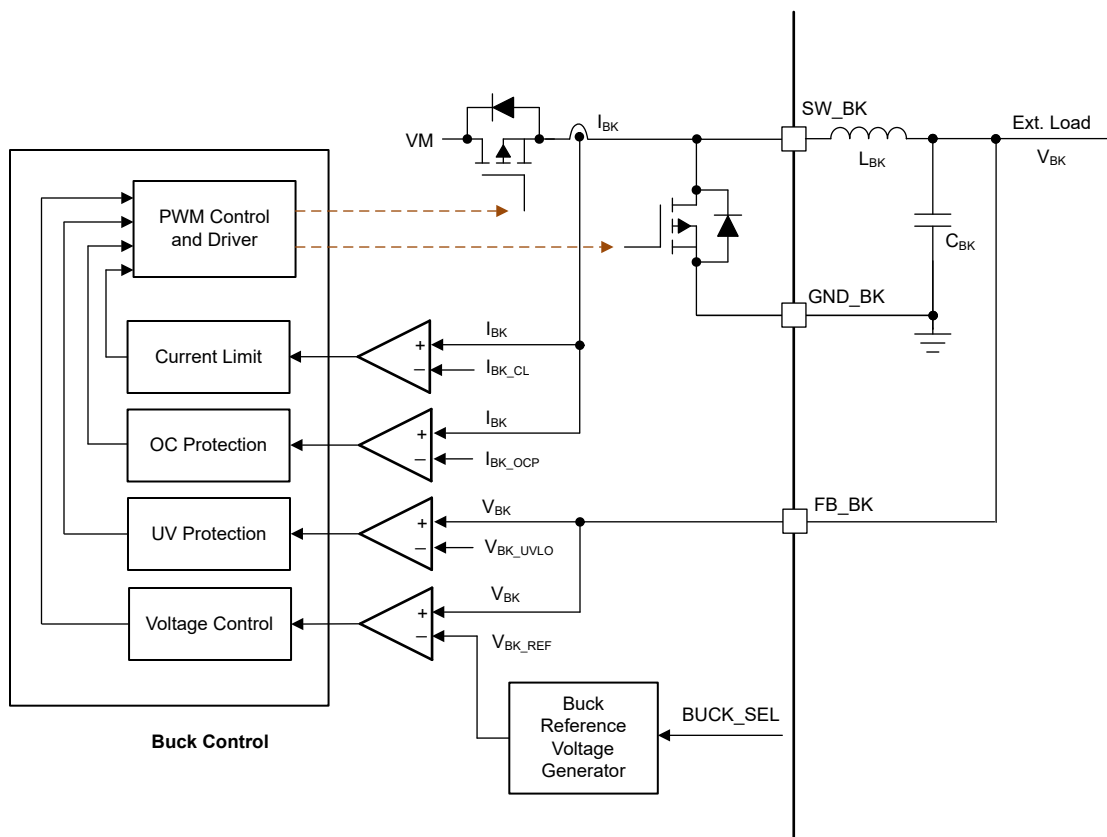 SW_BK
VM
I_BK
Ext. Load
L_BK
V_BK
PWM Control
and Driver
C_BK
GND_BK
I_BK
+
Current Limit
−
I_BK_CL
I_BK
+
OC Protection
−
I_BK_OCP
V_BK
FB_BK
+
UV Protection
−
V_BK_UVLO
V_BK
+
Voltage Control
−
V_BK_REF
Buck
Reference
Voltage
Generator
BUCK_SEL
Buck Control